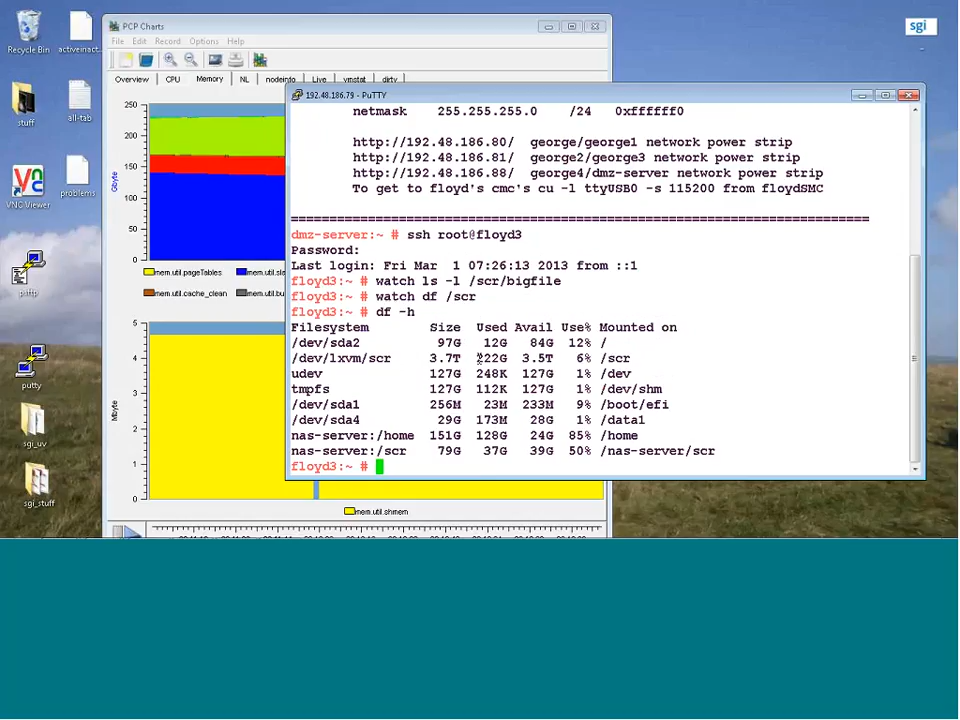 PCP Charts
File Edit Record Options Help
Overview CPU Memory NL nodeinfo Live vmstat dirty
250
200
150
100
50
0
Gbyte
mem.util.pageTables
mem.util.sla
mem.util.cache_clean
mem.util.bu
5
4
3
2
1
0
Mbyte
mem.util.shmem
192.48.186.79 - PuTTY
netmask 255.255.255.0 /24 0xffffff0
http://192.48.186.80/ george/george1 network power strip
http://192.48.186.81/ george2/george3 network power strip
http://192.48.186.88/ george4/dmz-server network power strip
To get to floyd's cmc's cu -l ttyUSB0 -s 115200 from floydSMC
===========================================================================
dmz-server:~ # ssh root@floyd3
Password:
Last login: Fri Mar 1 07:26:13 2013 from ::1
floyd3:~ # watch ls -l /scr/bigfile
floyd3:~ # watch df /scr
floyd3:~ # df -h
Filesystem Size Used Avail Use% Mounted on
/dev/sda2 97G 12G 84G 12% /
/dev/lxvm/scr 3.7T 222G 3.5T 6% /scr
udev 127G 248K 127G 1% /dev
tmpfs 127G 112K 127G 1% /dev/shm
/dev/sda1 256M 23M 233M 9% /boot/efi
/dev/sda4 29G 173M 28G 1% /data1
nas-server:/home 151G 128G 24G 85% /home
nas-server:/scr 79G 37G 39G 50% /nas-server/scr
floyd3:~ #
Recycle Bin
activeinact...
stuff
all-tab
VNC Viewer
problems
psftp
putty
sgi_uv
sgi_stuff
sgi